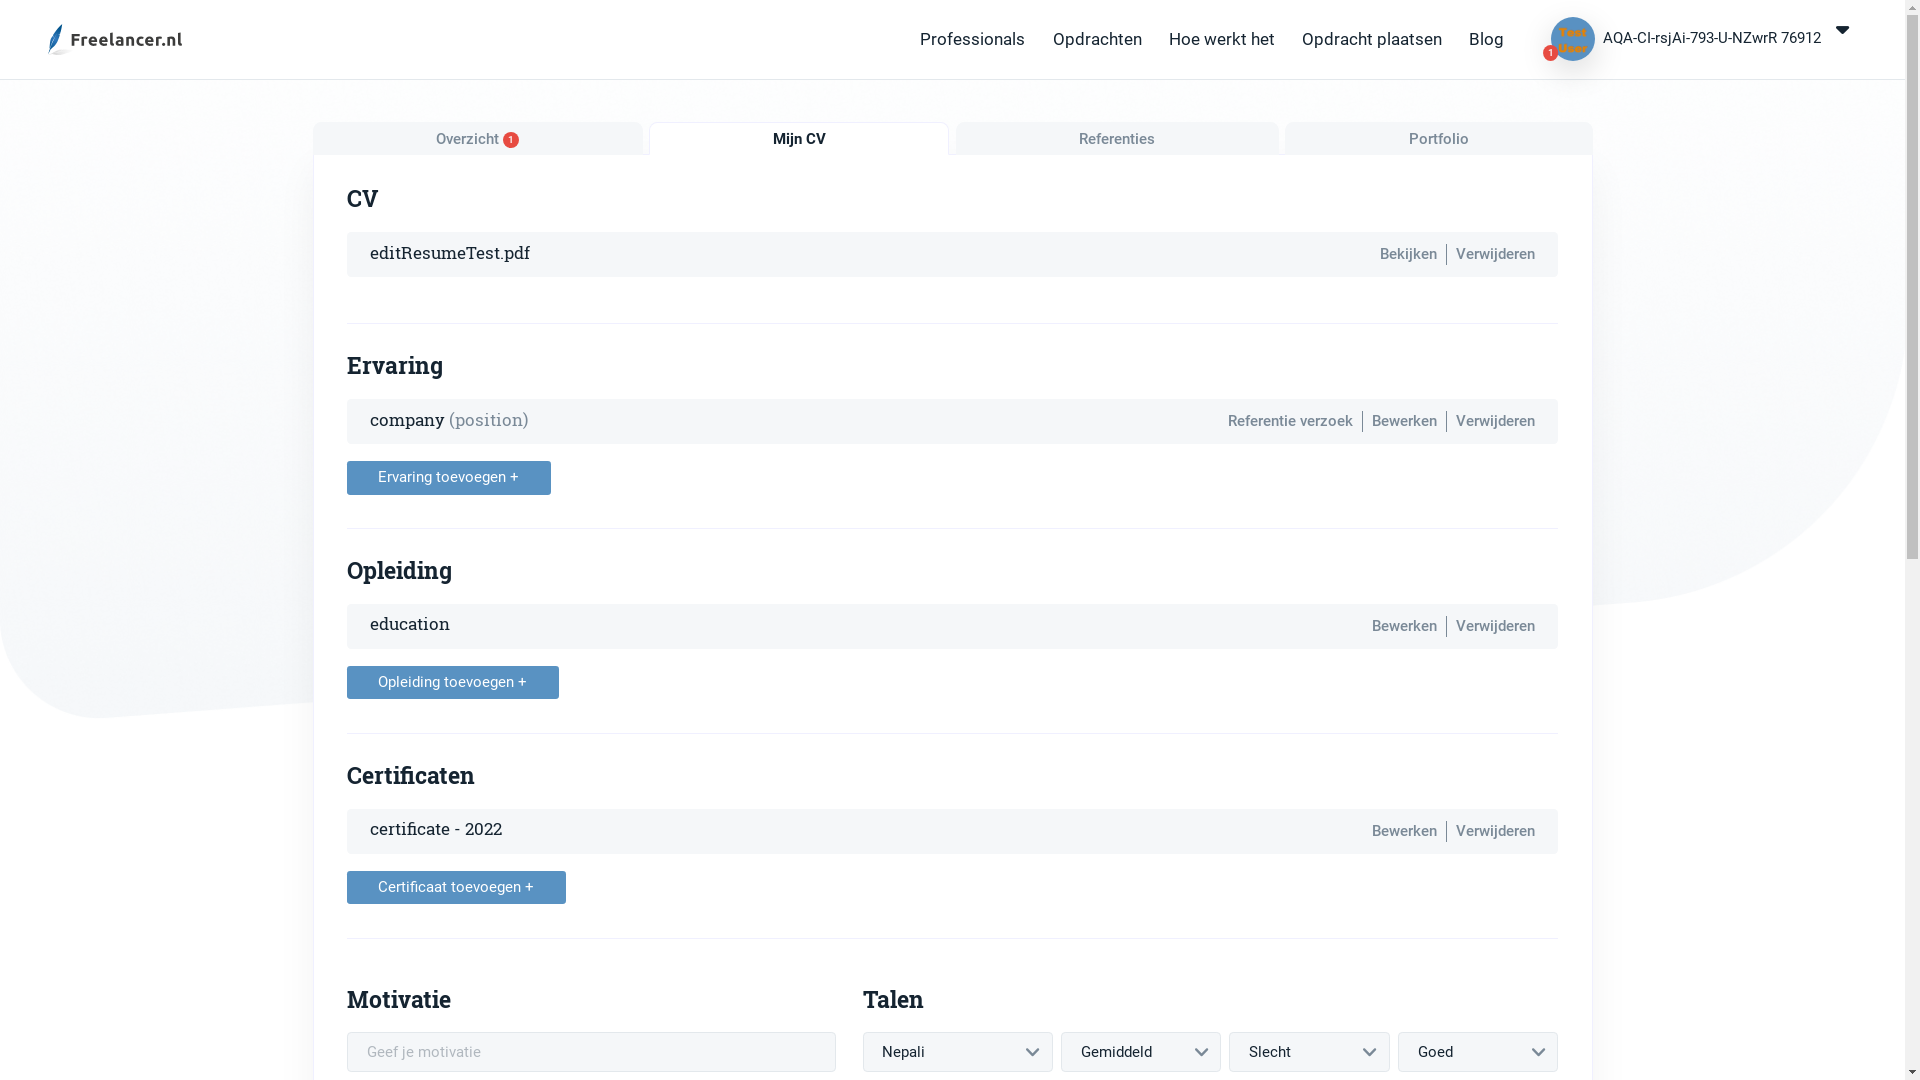 Freelancer.nl
Professionals Opdrachten Hoe werkt het Opdracht plaatsen Blog
Test User
1
AQA-CI-rsjAi-793-U-NZwrR 76912
Overzicht 1 Mijn CV Referenties Portfolio
CV
editResumeTest.pdf Bekijken Verwijderen
Ervaring
company (position) Referentie verzoek Bewerken Verwijderen
Ervaring toevoegen +
Opleiding
education Bewerken Verwijderen
Opleiding toevoegen +
Certificaten
certificate - 2022 Bewerken Verwijderen
Certificaat toevoegen +
Motivatie
Geef je motivatie
Talen
Nepali Gemiddeld Slecht Goed